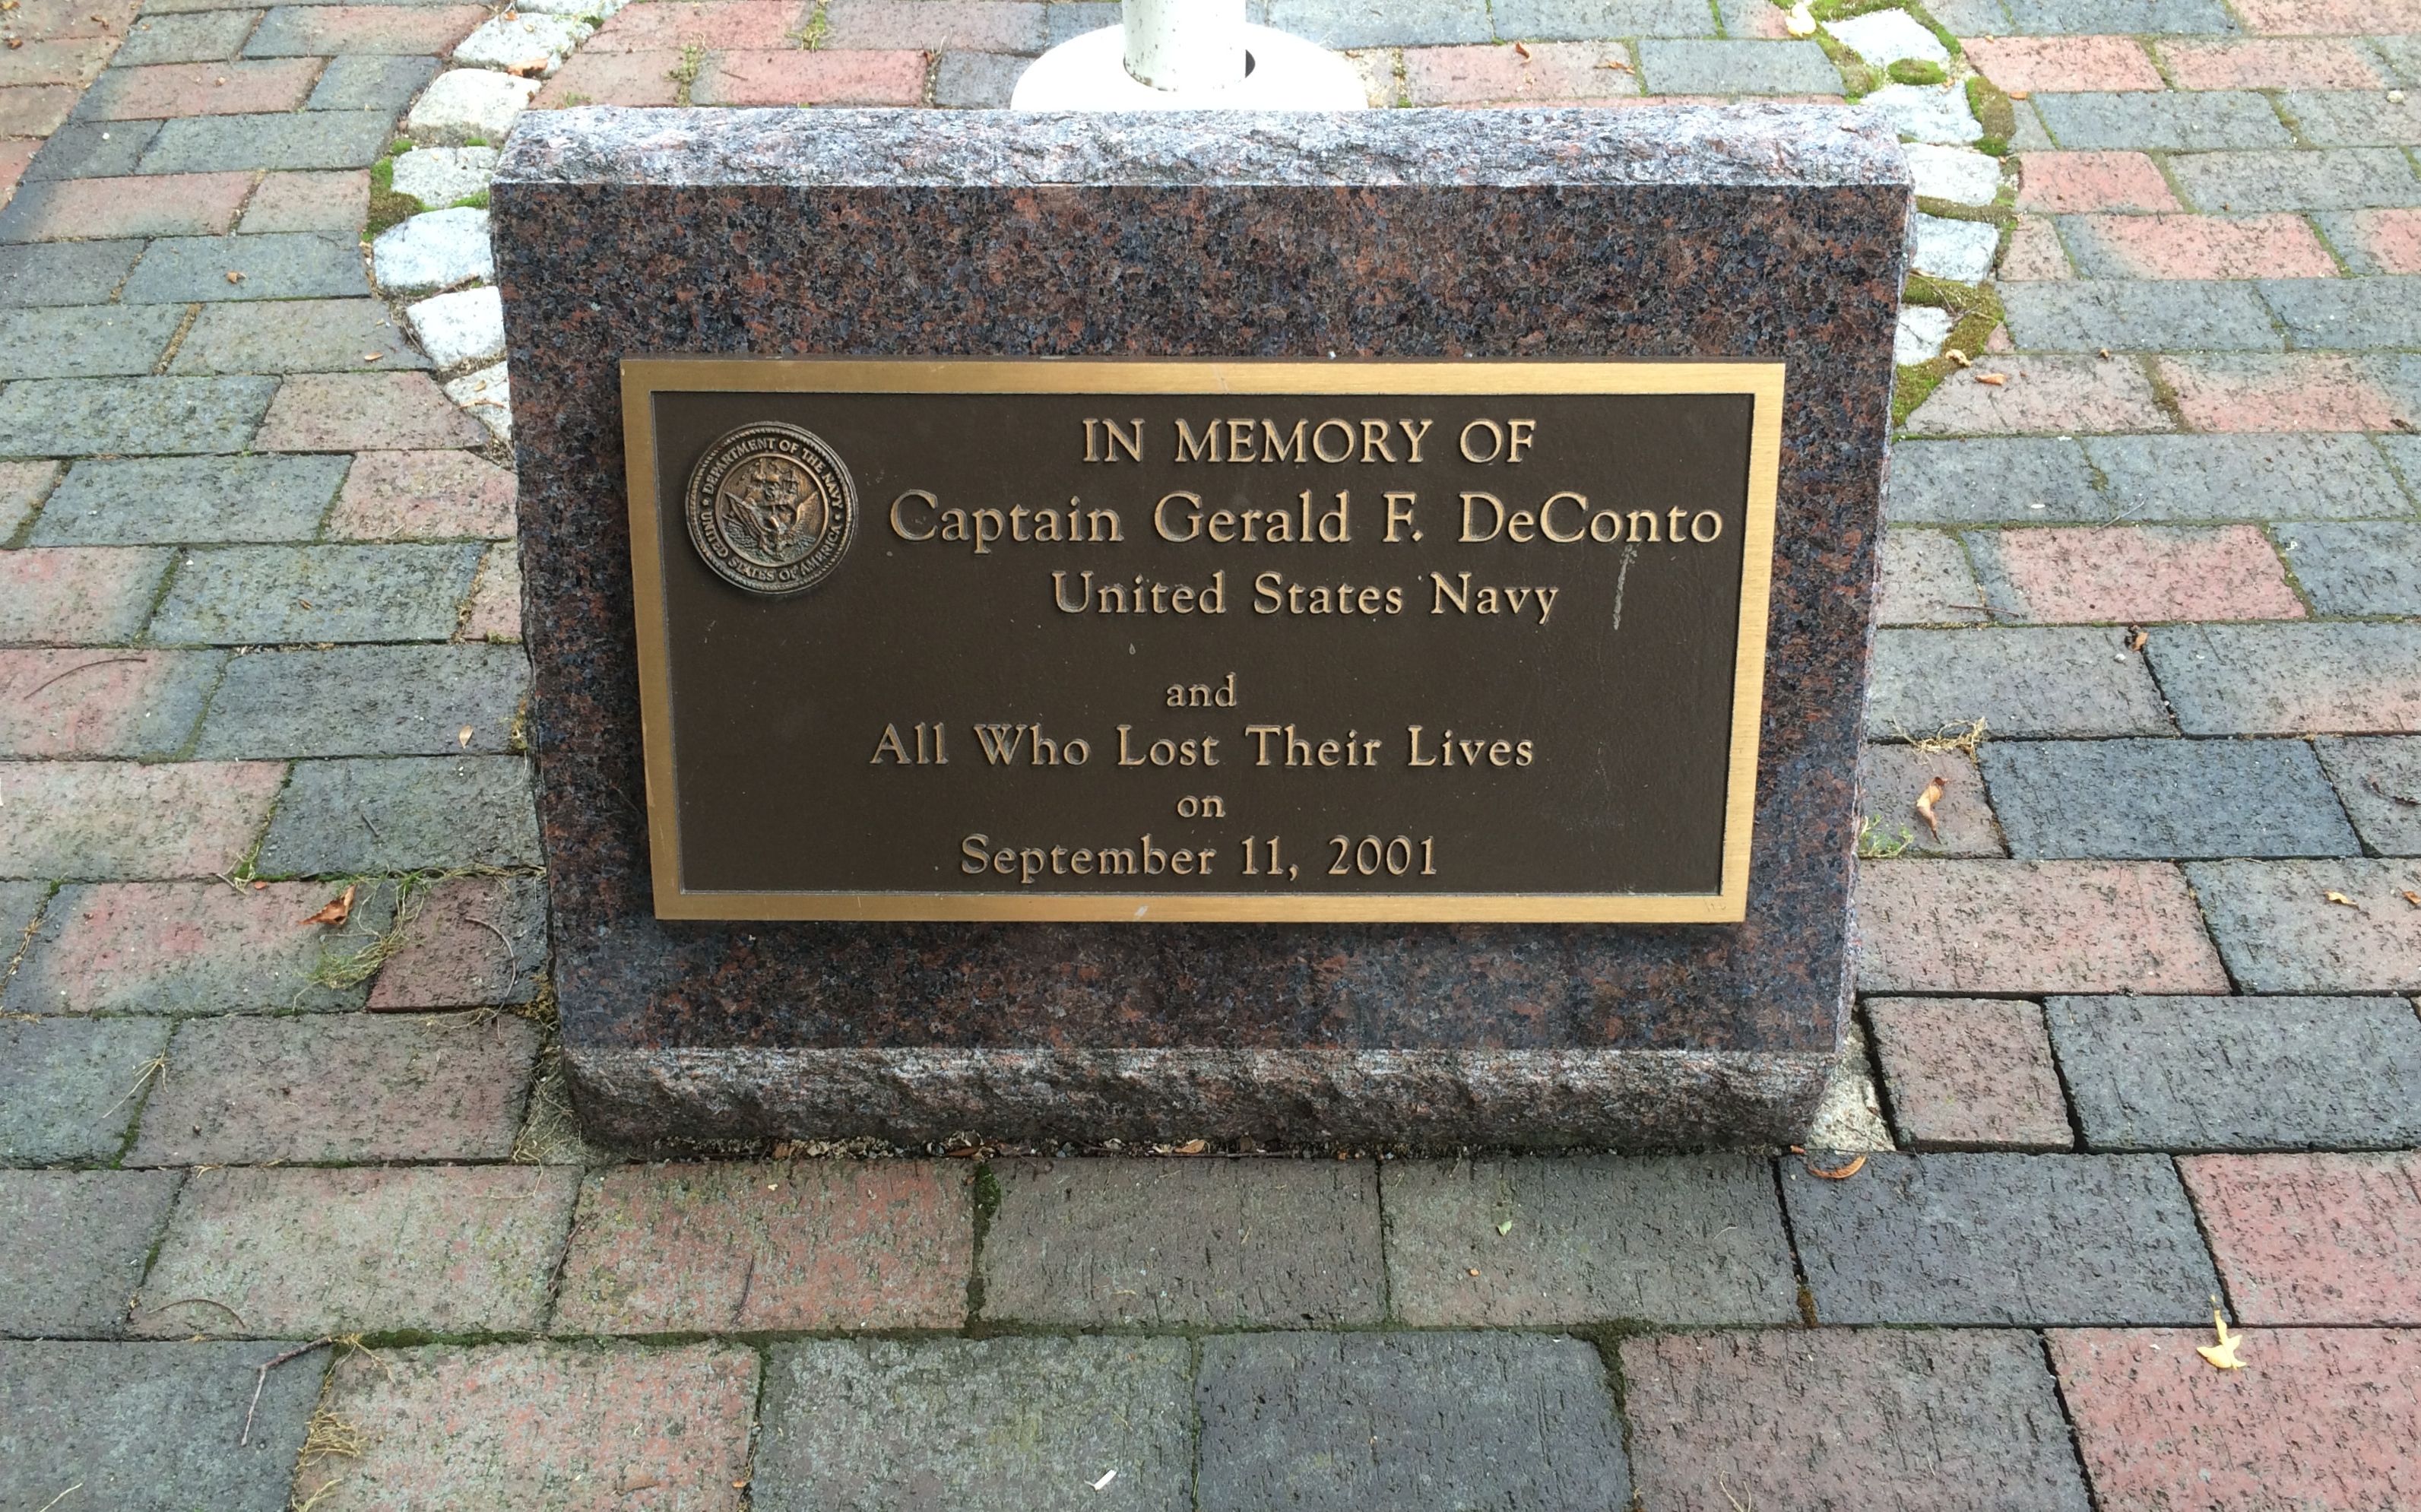 DEPARTMENT OF THE NAVY
UNITED STATES OF AMERICA
IN MEMORY OF
Captain Gerald F. DeConto
United States Navy
and
All Who Lost Their Lives
on
September 11, 2001